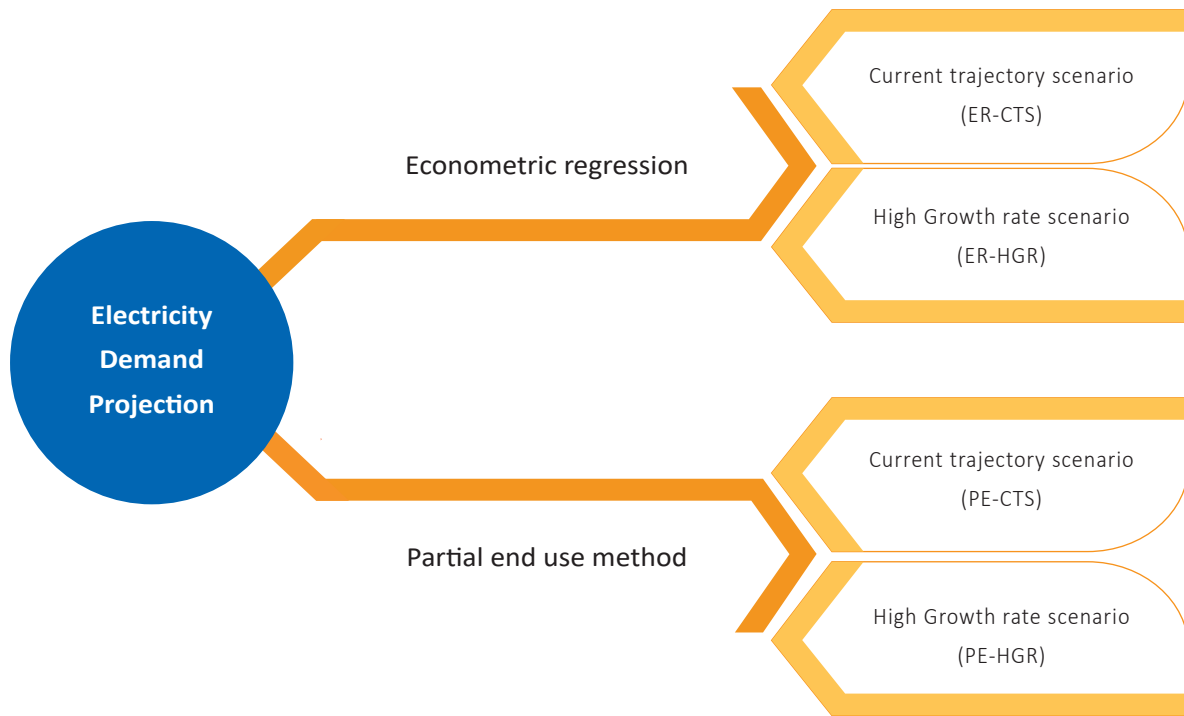 Electricity
Demand
Projection
Econometric regression
Current trajectory scenario
(ER-CTS)
High Growth rate scenario
(ER-HGR)
Partial end use method
Current trajectory scenario
(PE-CTS)
High Growth rate scenario
(PE-HGR)